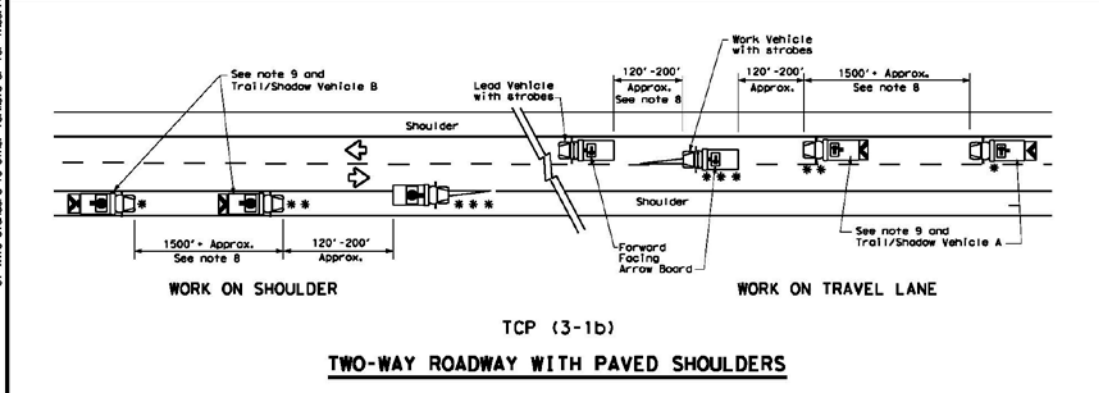 See note 9 and
Trail/Shadow Vehicle B
Lead Vehicle
with strobes
120'-200'
Approx.
See note 8
Work Vehicle
with strobes
120'-200'
Approx.
1500'+ Approx.
See note 8
Shoulder
*
**
***
***
**
*
Shoulder
1500'+ Approx.
See note 8
120'-200'
Approx.
Forward
Facing
Arrow Board
See note 9 and
Trail/Shadow Vehicle A
WORK ON SHOULDER
WORK ON TRAVEL LANE
TCP (3-1b)
TWO-WAY ROADWAY WITH PAVED SHOULDERS